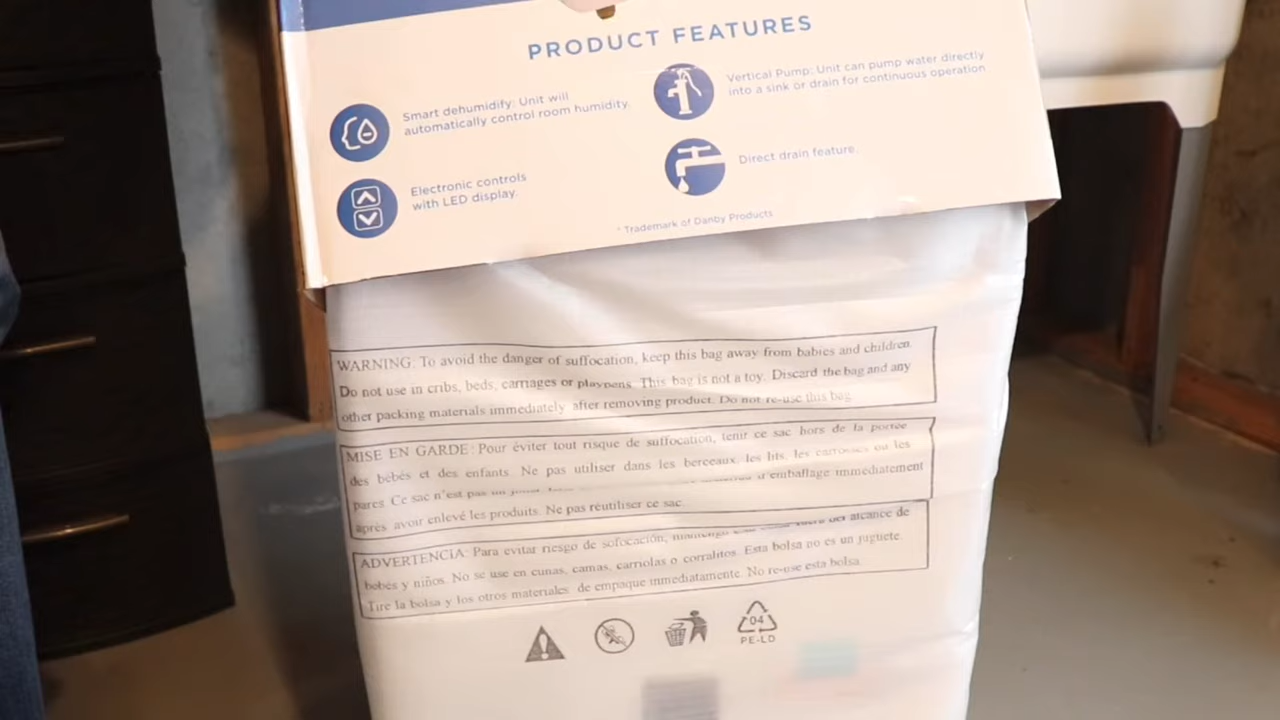 PRODUCT FEATURES
Smart dehumidify: Unit will
automatically control room humidity.
Electronic controls
with LED display.
Vertical Pump: Unit can pump water directly
into a sink or drain for continuous operation
Direct drain feature.
* Trademark of Danby Products
WARNING: To avoid the danger of suffocation, keep this bag away from babies and children.
Do not use in cribs, beds, carriages or playpens. This bag is not a toy. Discard the bag and any
other packing materials immediately after removing product. Do not re-use this bag.
MISE EN GARDE: Pour éviter tout risque de suffocation, tenir ce sac hors de la portée
des bébés et des enfants. Ne pas utiliser dans les berceaux, les lits, les carrosses ou les
parcs. Ce sac n'est pas un d'emballage immédiatement
après avoir enlevé les produits. Ne pas réutiliser ce sac.
ADVERTENCIA: Para evitar riesgo de sofocación, alcance de
bebés y niños. No se use en cunas, camas, carriolas o corralitos. Esta bolsa no es un juguete.
Tire la bolsa y los otros materiales de empaque immediatamente. No re-use esta bolsa.
04
PE-LD